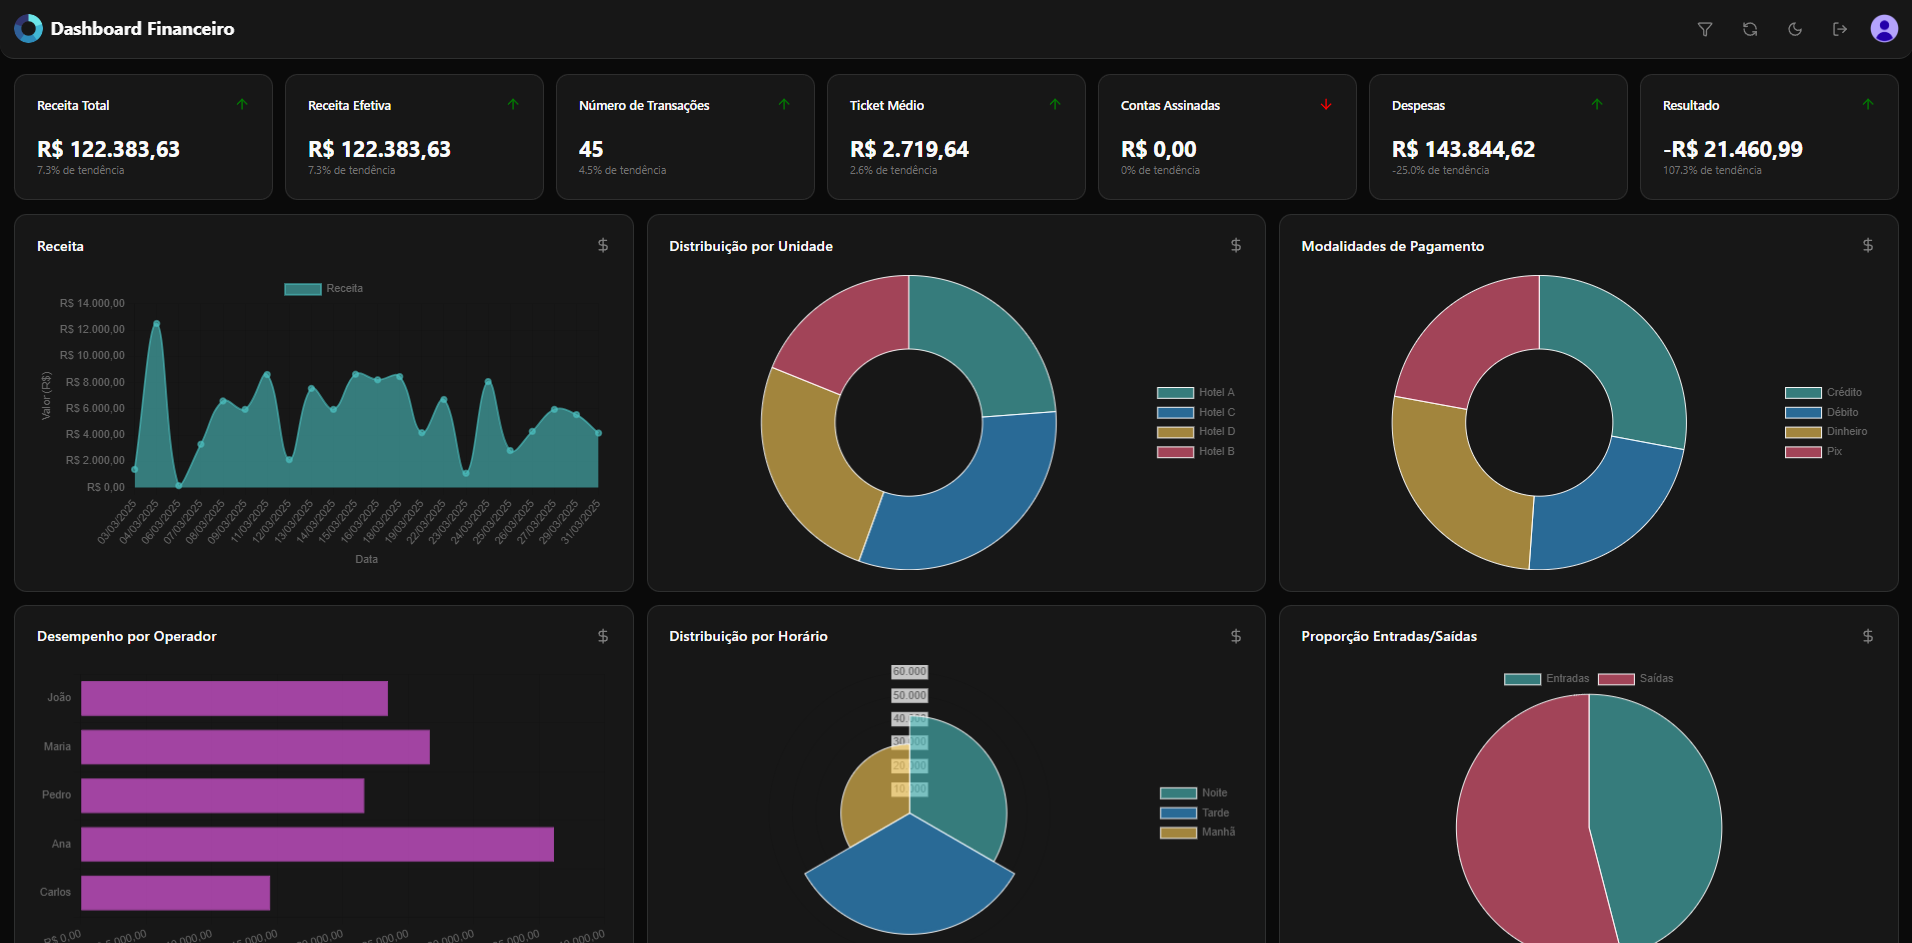 Dashboard Financeiro
Receita Total
R$ 122.383,63
7.3% de tendência
Receita Efetiva
R$ 122.383,63
7.3% de tendência
Número de Transações
45
4.5% de tendência
Ticket Médio
R$ 2.719,64
2.6% de tendência
Contas Assinadas
R$ 0,00
0% de tendência
Despesas
R$ 143.844,62
-25.0% de tendência
Resultado
-R$ 21.460,99
107.3% de tendência
Receita
$
Receita
Valor (R$)
R$ 14.000,00
R$ 12.000,00
R$ 10.000,00
R$ 8.000,00
R$ 6.000,00
R$ 4.000,00
R$ 2.000,00
R$ 0,00
03/03/2025
04/03/2025
06/03/2025
07/03/2025
08/03/2025
09/03/2025
11/03/2025
12/03/2025
13/03/2025
14/03/2025
15/03/2025
16/03/2025
18/03/2025
19/03/2025
22/03/2025
23/03/2025
24/03/2025
25/03/2025
26/03/2025
27/03/2025
29/03/2025
31/03/2025
Data
Distribuição por Unidade
$
Hotel A
Hotel C
Hotel D
Hotel B
Modalidades de Pagamento
$
Crédito
Débito
Dinheiro
Pix
Desempenho por Operador
$
João
Maria
Pedro
Ana
Carlos
R$ 0,00
Distribuição por Horário
$
60.000
50.000
40.000
30.000
20.000
10.000
Noite
Tarde
Manhã
Proporção Entradas/Saídas
$
Entradas
Saídas